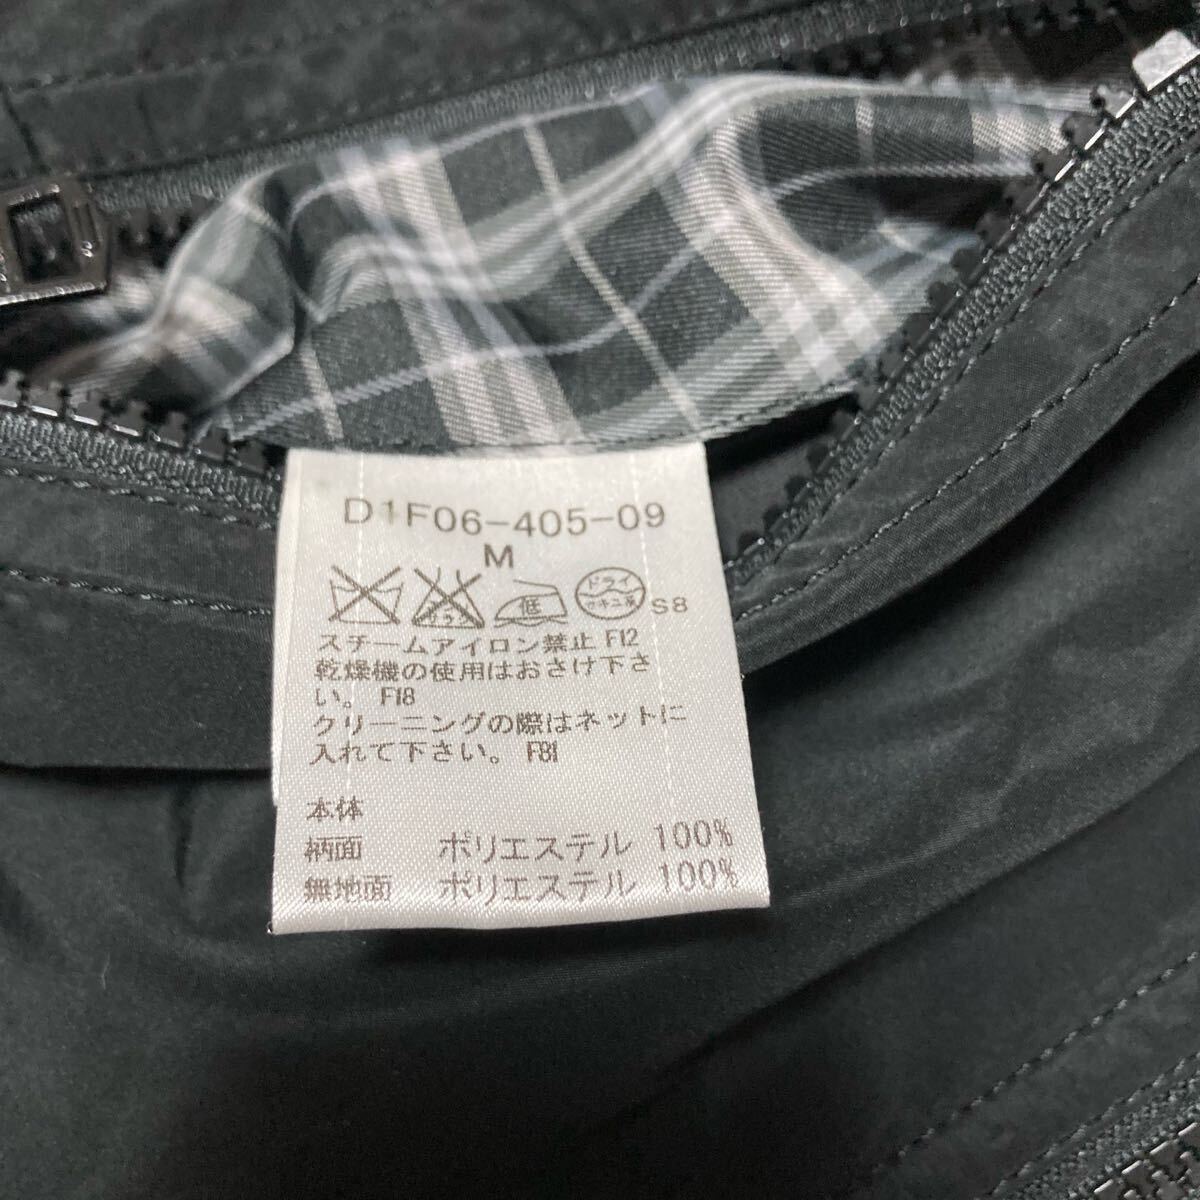 D1F06-405-09
M
低
ドライ
セキユ系
S8
スチームアイロン禁止 F12
乾燥機の使用はおさけ下さ
い。 F18
クリーニングの際はネットに
入れて下さい。 F81
本体
柄面 ポリエステル 100%
無地面 ポリエステル 100%